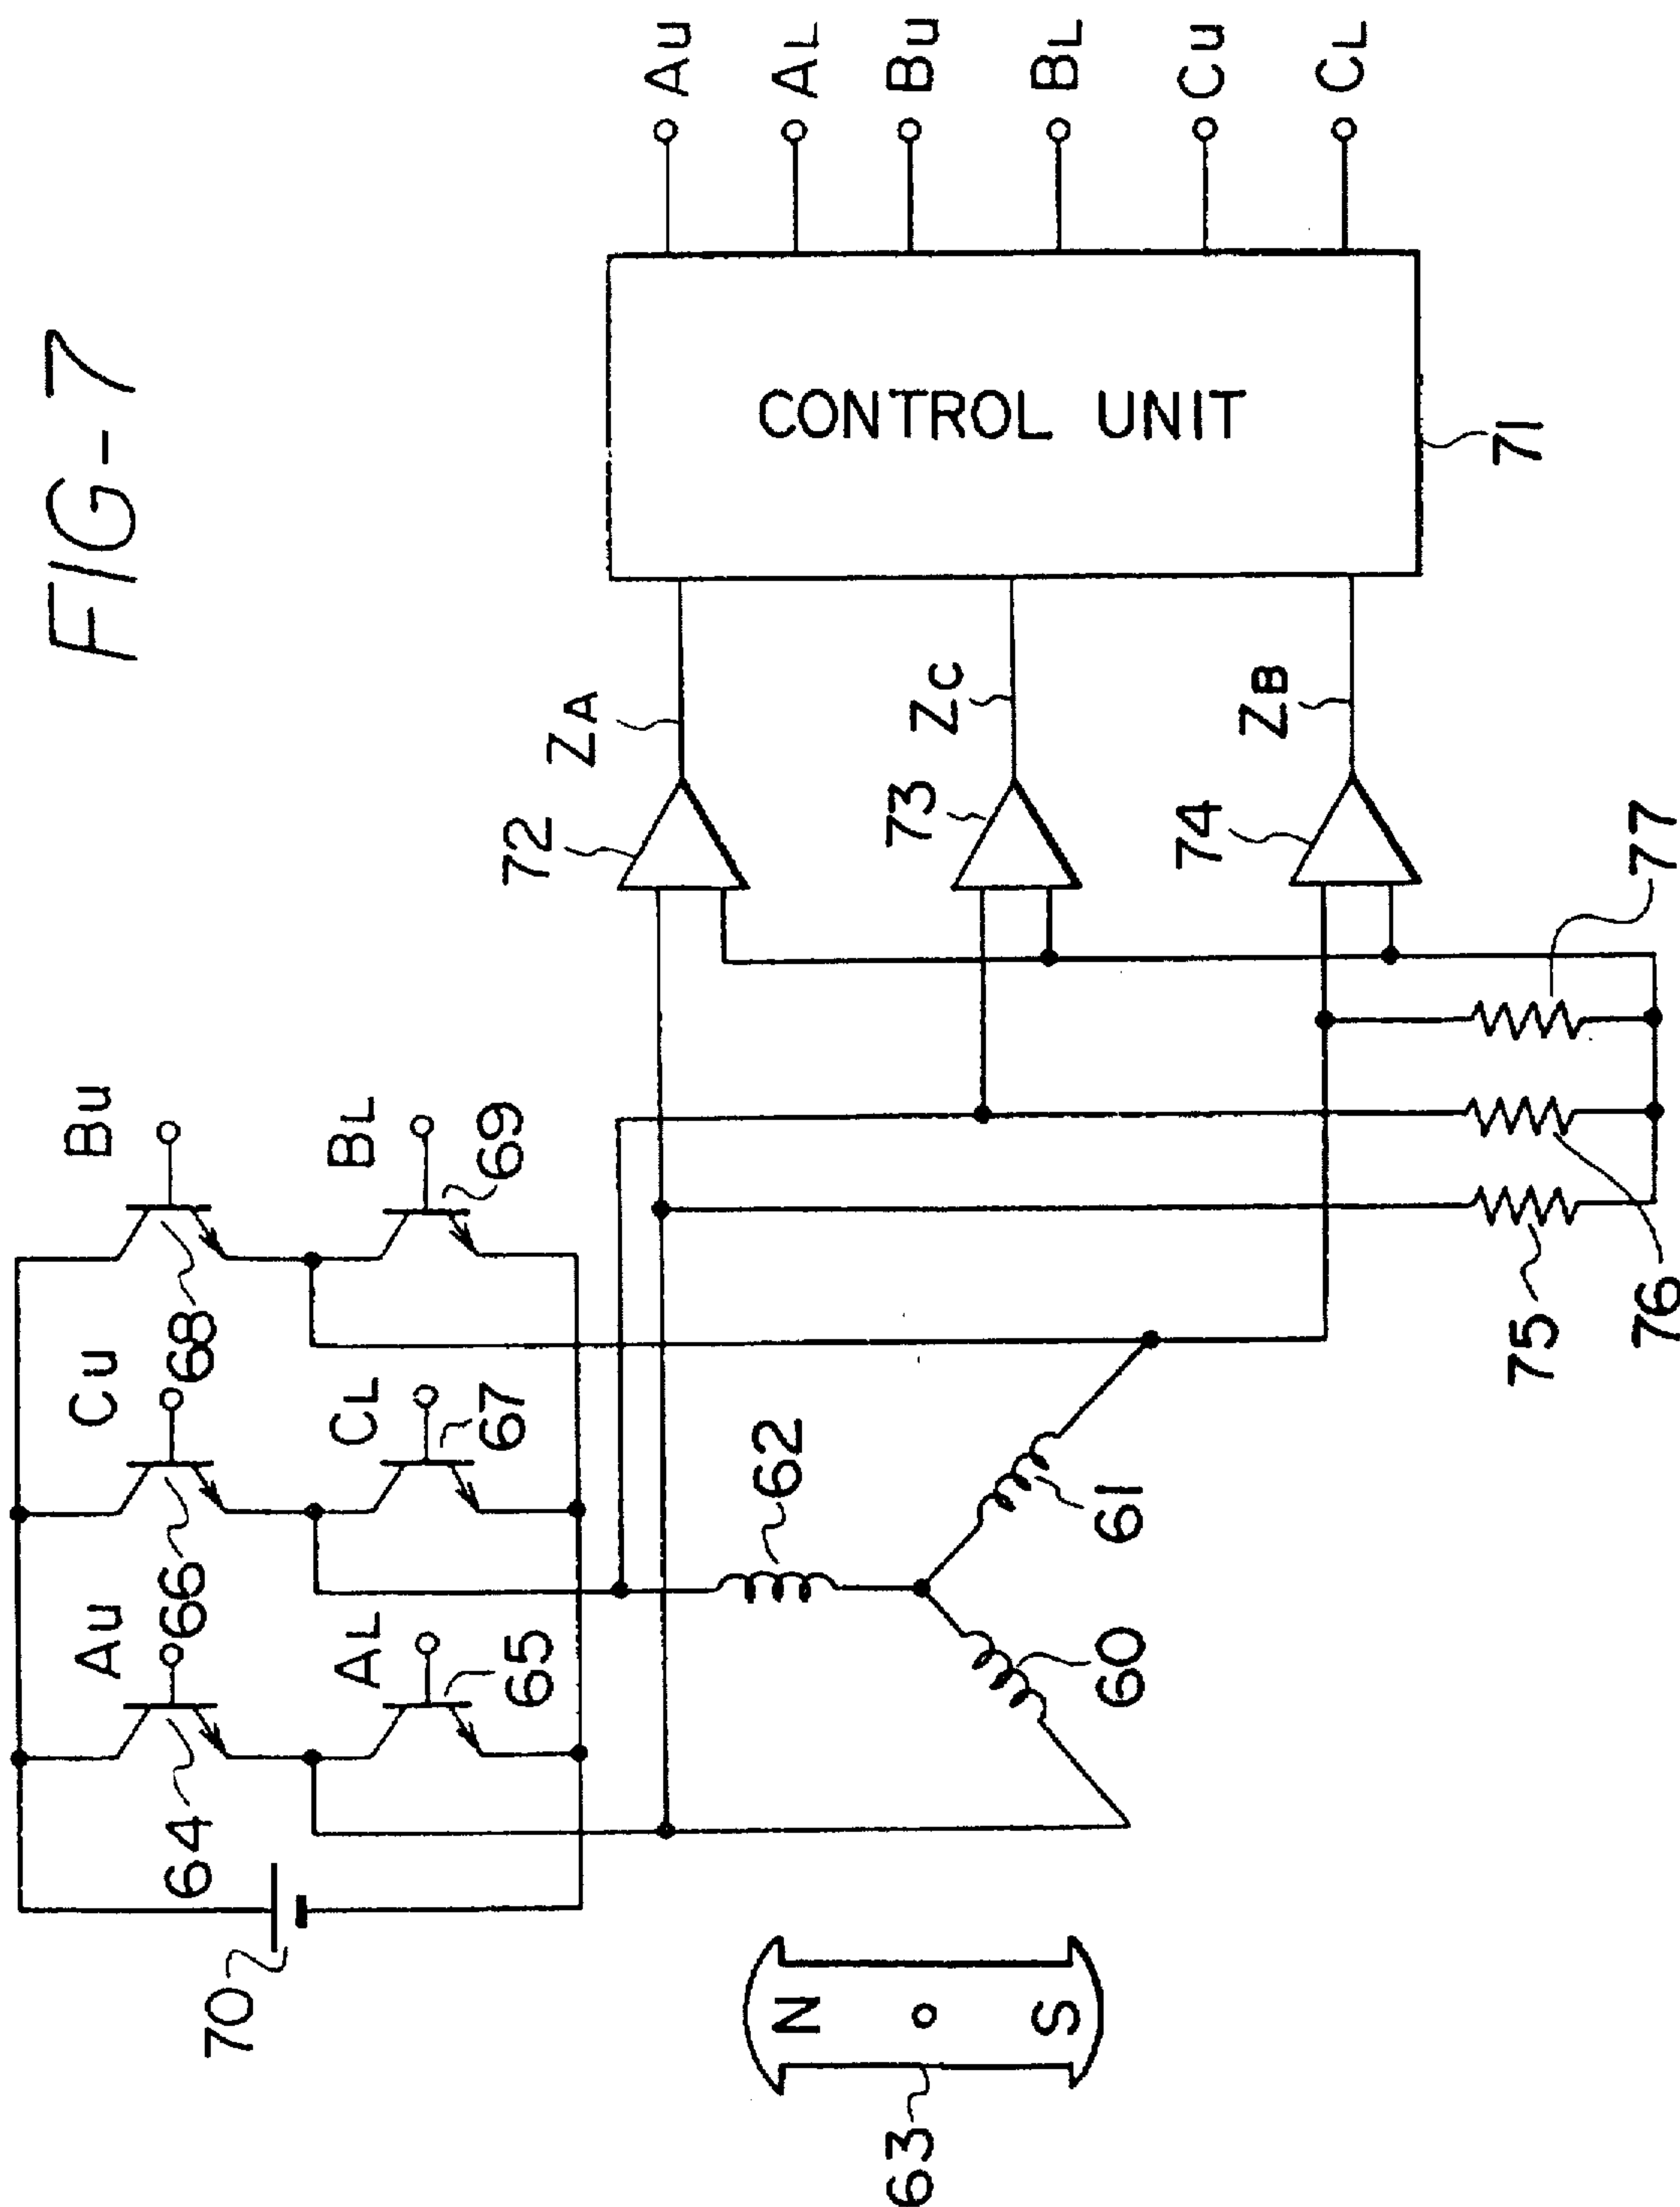 FIG-7
Au
AL
Bu
BL
Cu
CL
CONTROL UNIT
71
ZA
ZC
ZB
72
73
74
77
76
75
Bu
BL
69
68
Cu
CL
67
66
Au
AL
65
64
70
62
61
60
N
S
63